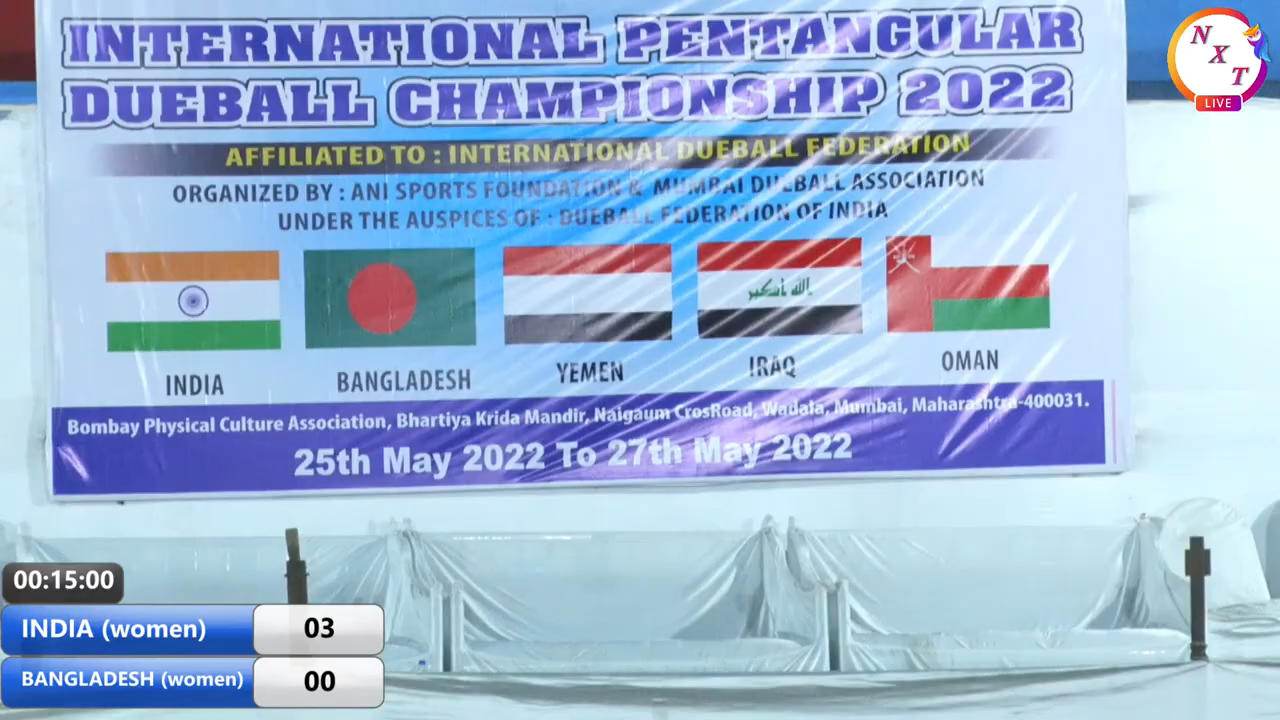 INTERNATIONAL PENTANGULAR
DUEBALL CHAMPIONSHIP 2022
AFFILIATED TO : INTERNATIONAL DUEBALL FEDERATION
ORGANIZED BY : ANI SPORTS FOUNDATION & MUMBAI DUEBALL ASSOCIATION
UNDER THE AUSPICES OF : DUEBALL FEDERATION OF INDIA
الله أكبر
INDIA
BANGLADESH
YEMEN
IRAQ
OMAN
Bombay Physical Culture Association, Bhartiya Krida Mandir, Naigaum CrosRoad, Wadala, Mumbai, Maharashtra-400031.
25th May 2022 To 27th May 2022
N X T
LIVE
00:15:00
INDIA (women) 03
BANGLADESH (women) 00